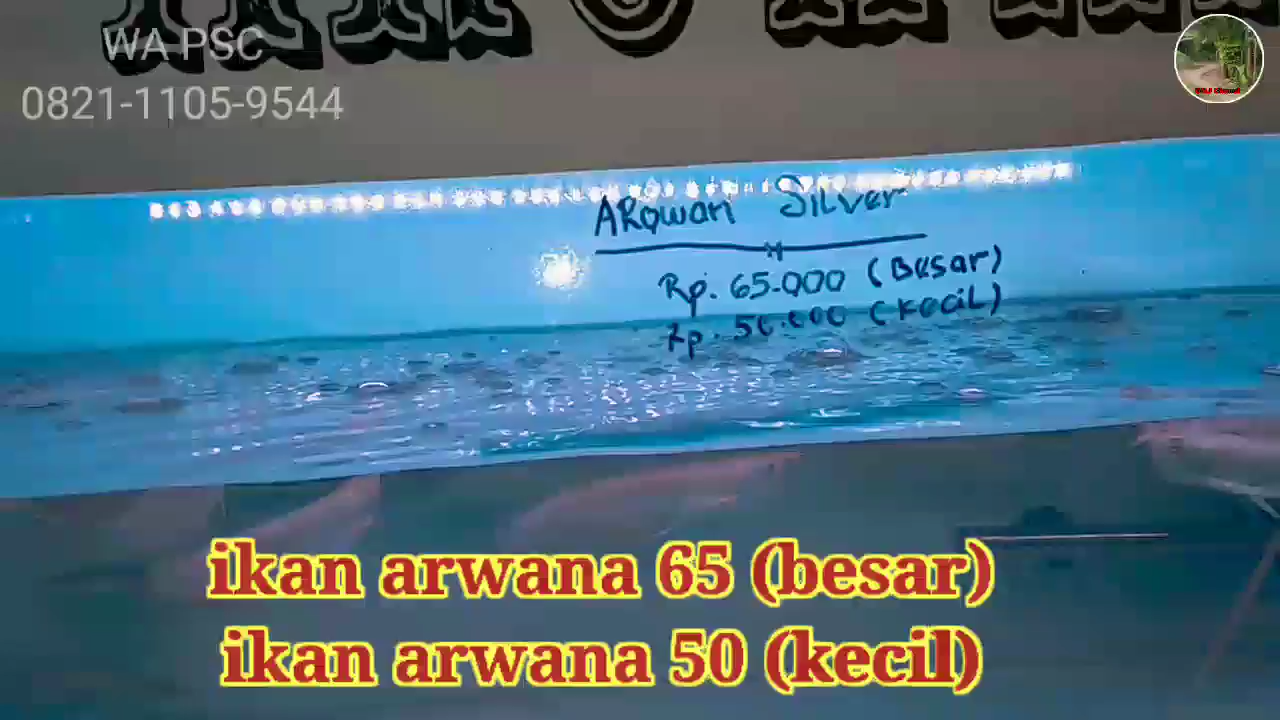 WA PSC
0821-1105-9544
ARowan Silver
Rp. 65.000 (Besar)
Rp. 50.000 (Kecil)
ikan arwana 65 (besar)
ikan arwana 50 (kecil)